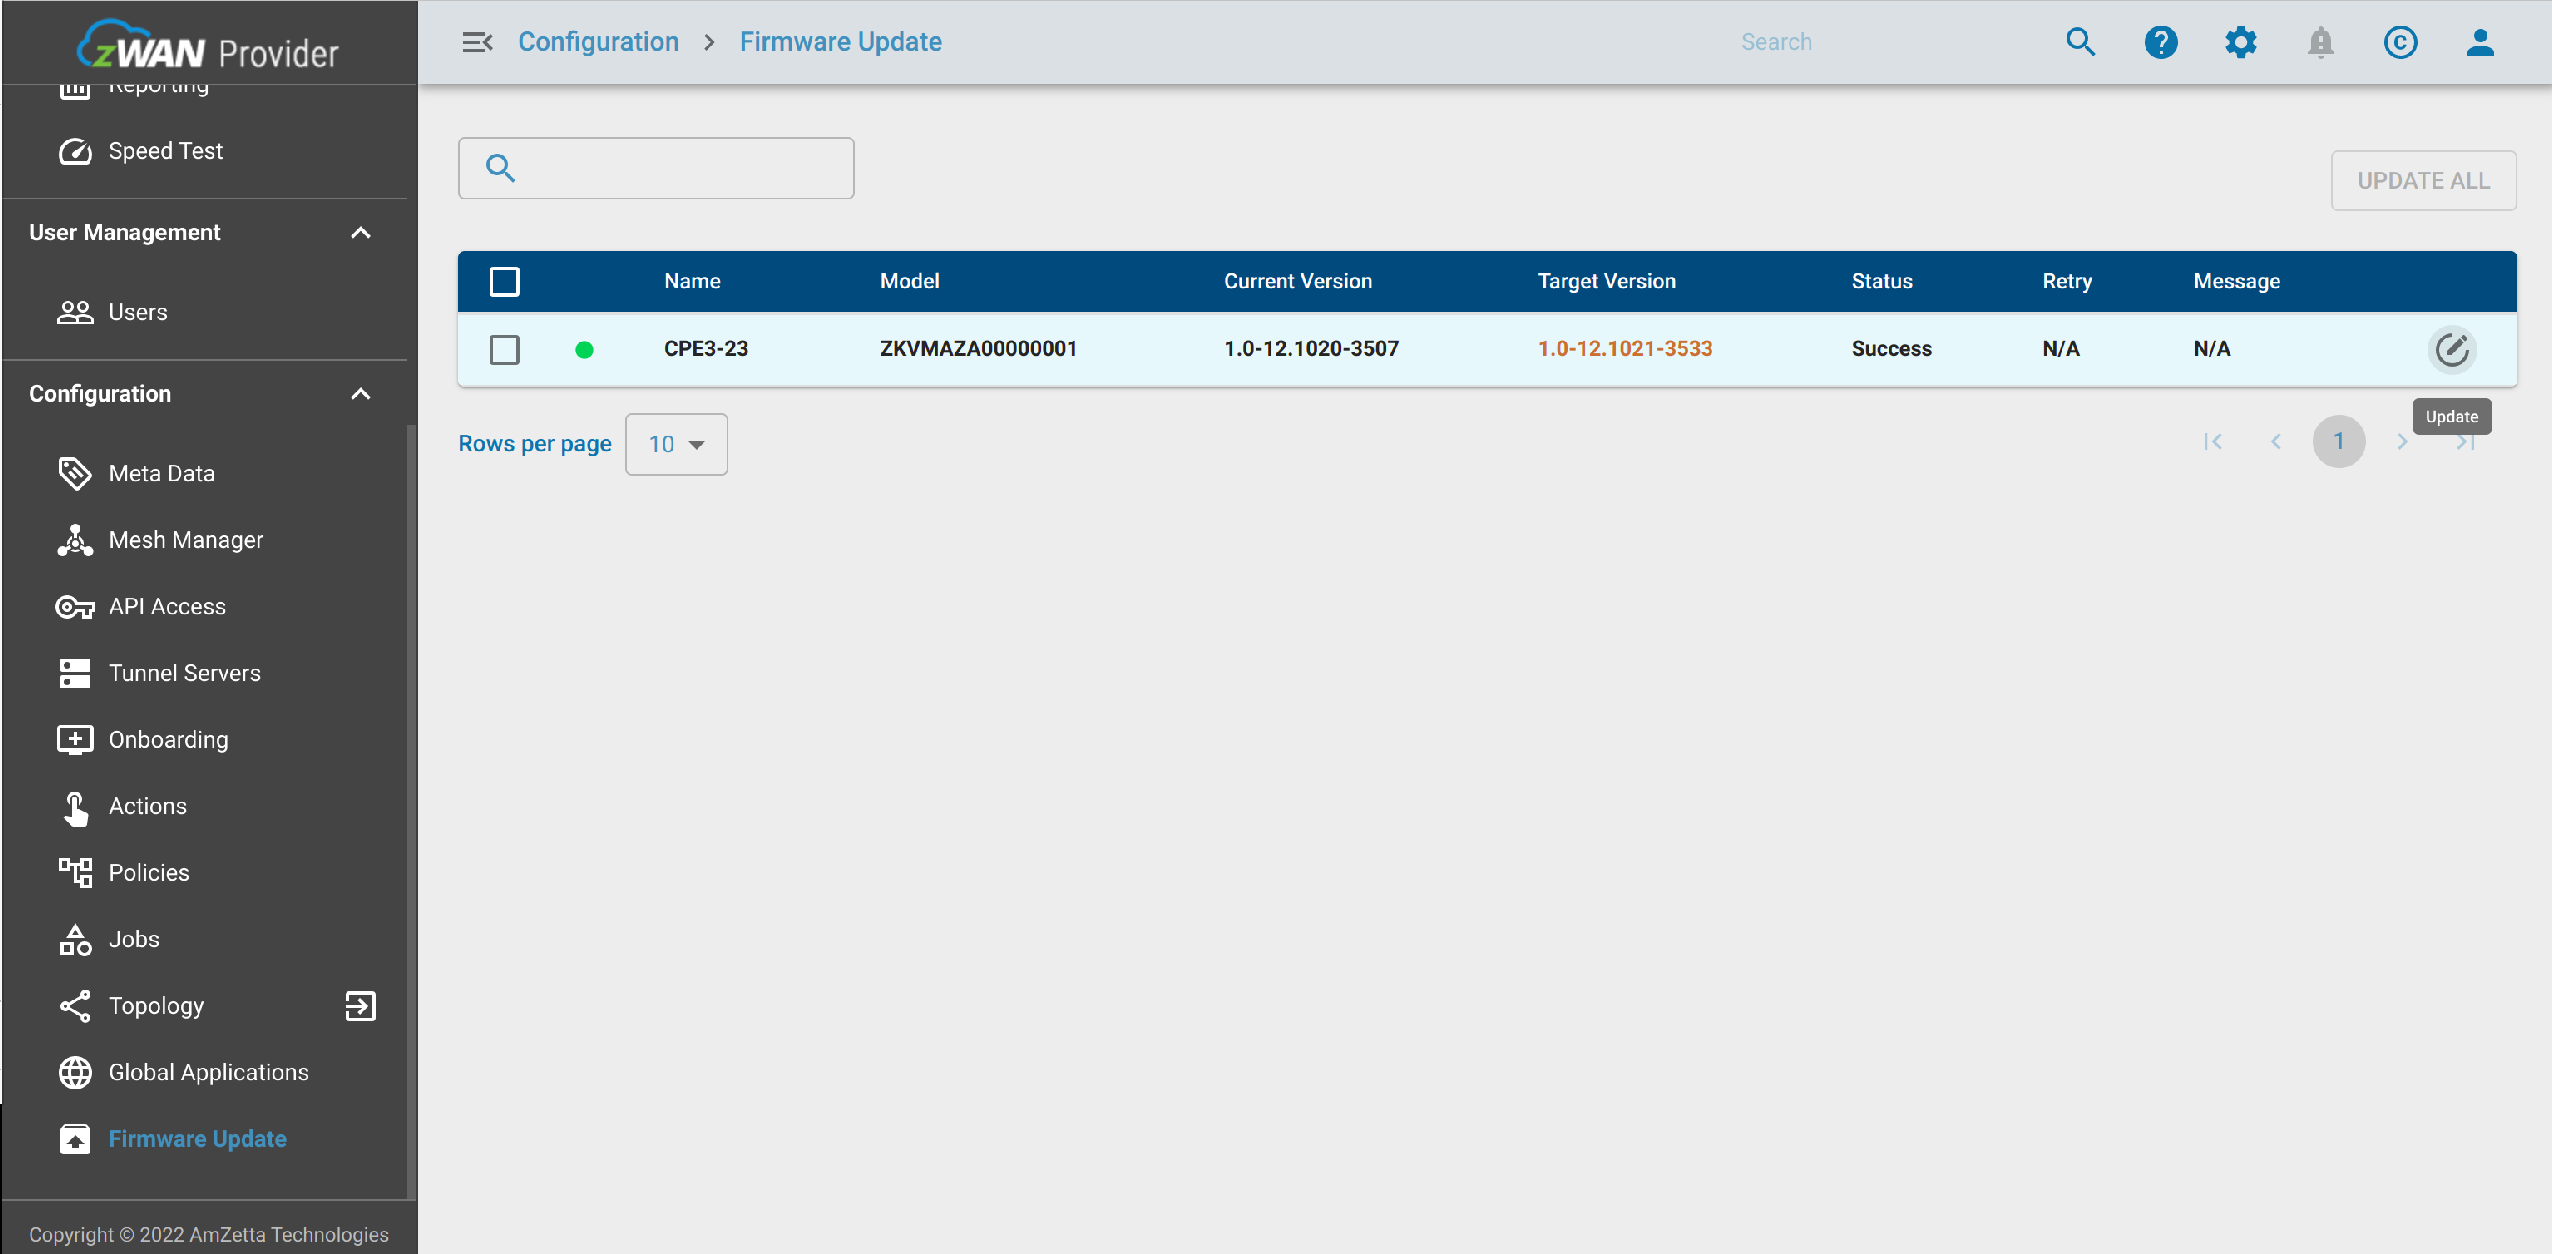 zWAN Provider
Reporting
Speed Test
User Management
Users
Configuration
Meta Data
Mesh Manager
API Access
Tunnel Servers
Onboarding
Actions
Policies
Jobs
Topology
Global Applications
Firmware Update
Copyright © 2022 AmZetta Technologies
Configuration > Firmware Update
Search
UPDATE ALL
Name Model Current Version Target Version Status Retry Message
CPE3-23 ZKVMAZA00000001 1.0-12.1020-3507 1.0-12.1021-3533 Success N/A N/A
Update
Rows per page 10
1